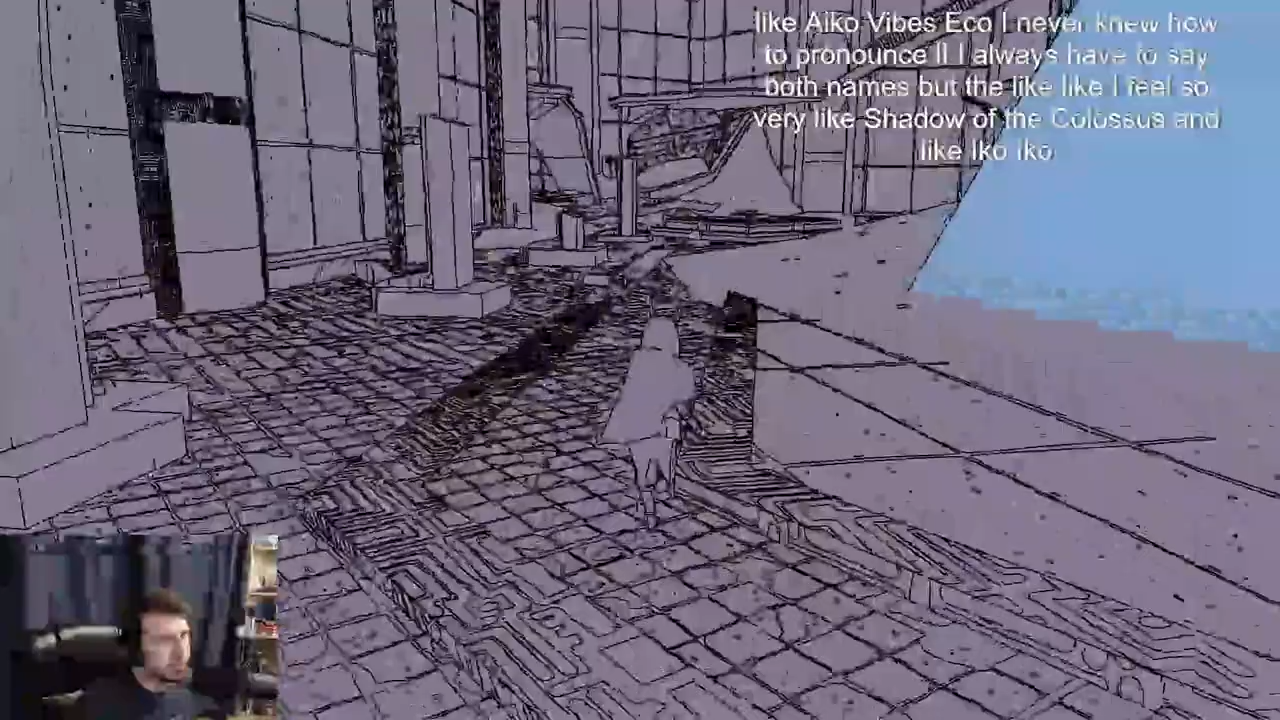 like Aiko Vibes Eco I never knew how
to pronounce Il I always have to say
both names but the like like I feel so
very like Shadow of the Colossus and
like Iko Iko